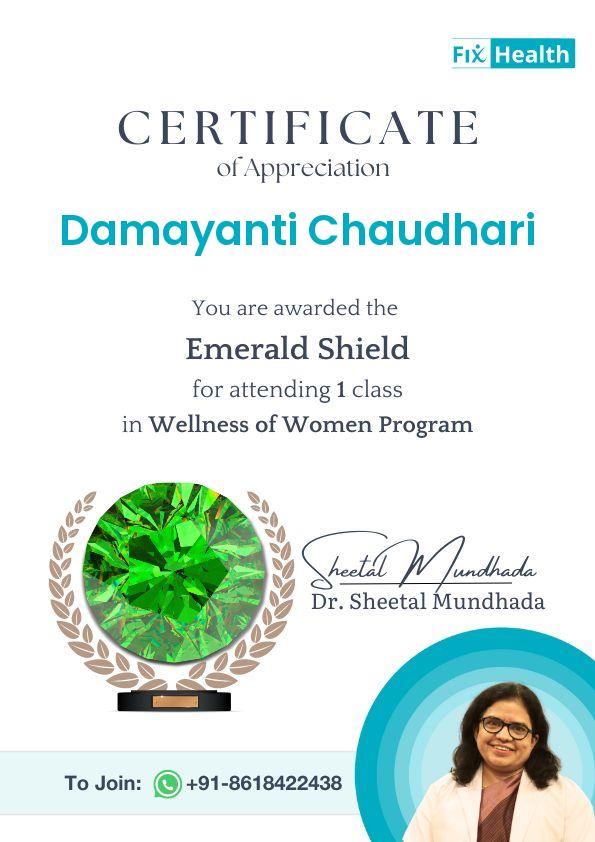 Fix Health
CERTIFICATE
of Appreciation
Damayanti Chaudhari
You are awarded the
Emerald Shield
for attending 1 class
in Wellness of Women Program
Sheetal Mundhada
Dr. Sheetal Mundhada
To Join: +91-8618422438